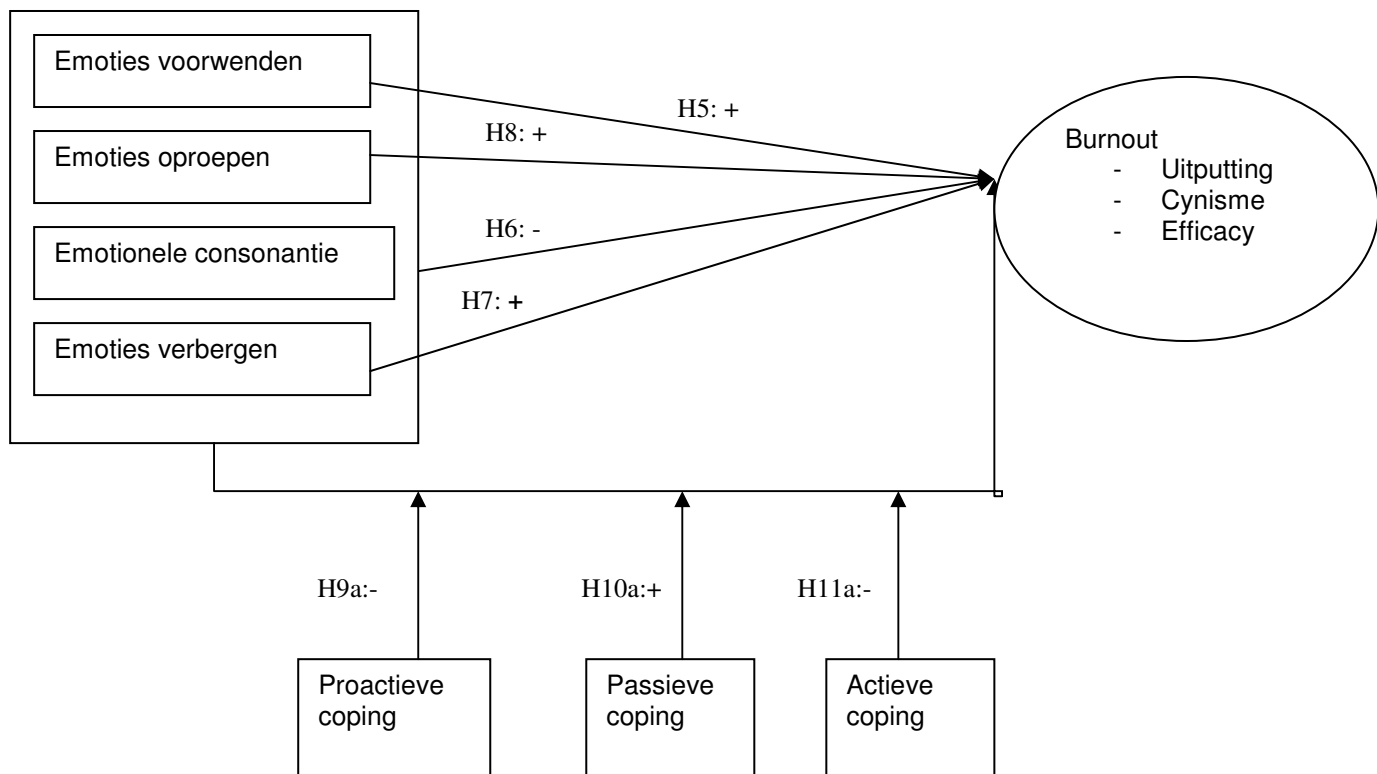 Emoties voorwenden
H5: +
H8: +
Emoties oproepen
Burnout
- Uitputting
- Cynisme
- Efficacy
H6: -
Emotionele consonantie
H7: +
Emoties verbergen
H9a:-
H10a:+
H11a:-
Proactieve
coping
Passieve
coping
Actieve
coping